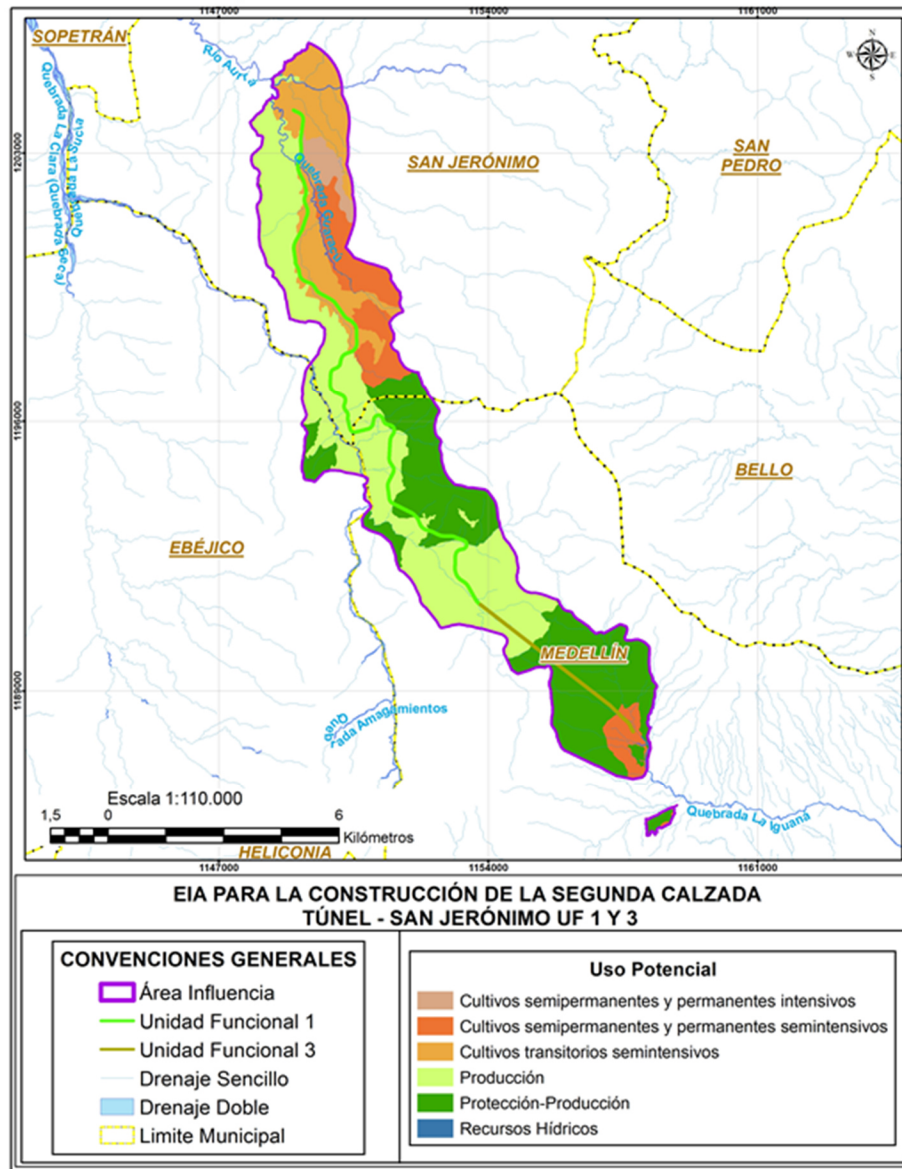 1147000 1154000 1161000
SOPETRÁN
Río Aurra
N
W E
S
1203000
Quebrada La Clara (Quebrada Seca)
Quebrada La Sucia
SAN JERÓNIMO
SAN
PEDRO
Quebrada Guaracú
1196000
BELLO
EBÉJICO
MEDELLÍN
1189000
Queb
rada Amagamientos
Escala 1:110.000
1,5 0 6
Kilómetros
Quebrada La Iguaná
HELICONIA
1147000 1154000 1161000
EIA PARA LA CONSTRUCCIÓN DE LA SEGUNDA CALZADA
TÚNEL - SAN JERÓNIMO UF 1 Y 3
CONVENCIONES GENERALES
Área Influencia
Unidad Funcional 1
Unidad Funcional 3
Drenaje Sencillo
Drenaje Doble
Limite Municipal
Uso Potencial
Cultivos semipermanentes y permanentes intensivos
Cultivos semipermanentes y permanentes semintensivos
Cultivos transitorios semintensivos
Producción
Protección-Producción
Recursos Hídricos